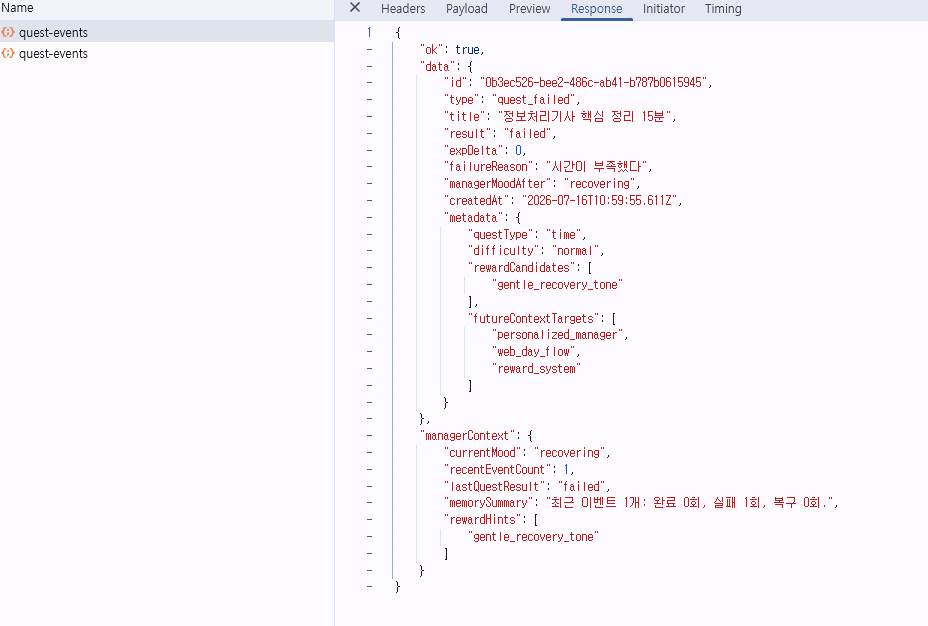 Name
Headers Payload Preview Response Initiator Timing
quest-events
quest-events
1 {
"ok": true,
"data": {
"id": "0b3ec526-bee2-486c-ab41-b787b0615945",
"type": "quest_failed",
"title": "정보처리기사 핵심 정리 15분",
"result": "failed",
"expDelta": 0,
"failureReason": "시간이 부족했다",
"managerMoodAfter": "recovering",
"createdAt": "2026-07-16T10:59:55.611Z",
"metadata": {
"questType": "time",
"difficulty": "normal",
"rewardCandidates": [
"gentle_recovery_tone"
],
"futureContextTargets": [
"personalized_manager",
"web_day_flow",
"reward_system"
]
}
},
"managerContext": {
"currentMood": "recovering",
"recentEventCount": 1,
"lastQuestResult": "failed",
"memorySummary": "최근 이벤트 1개: 완료 0회, 실패 1회, 복구 0회.",
"rewardHints": [
"gentle_recovery_tone"
]
}
}